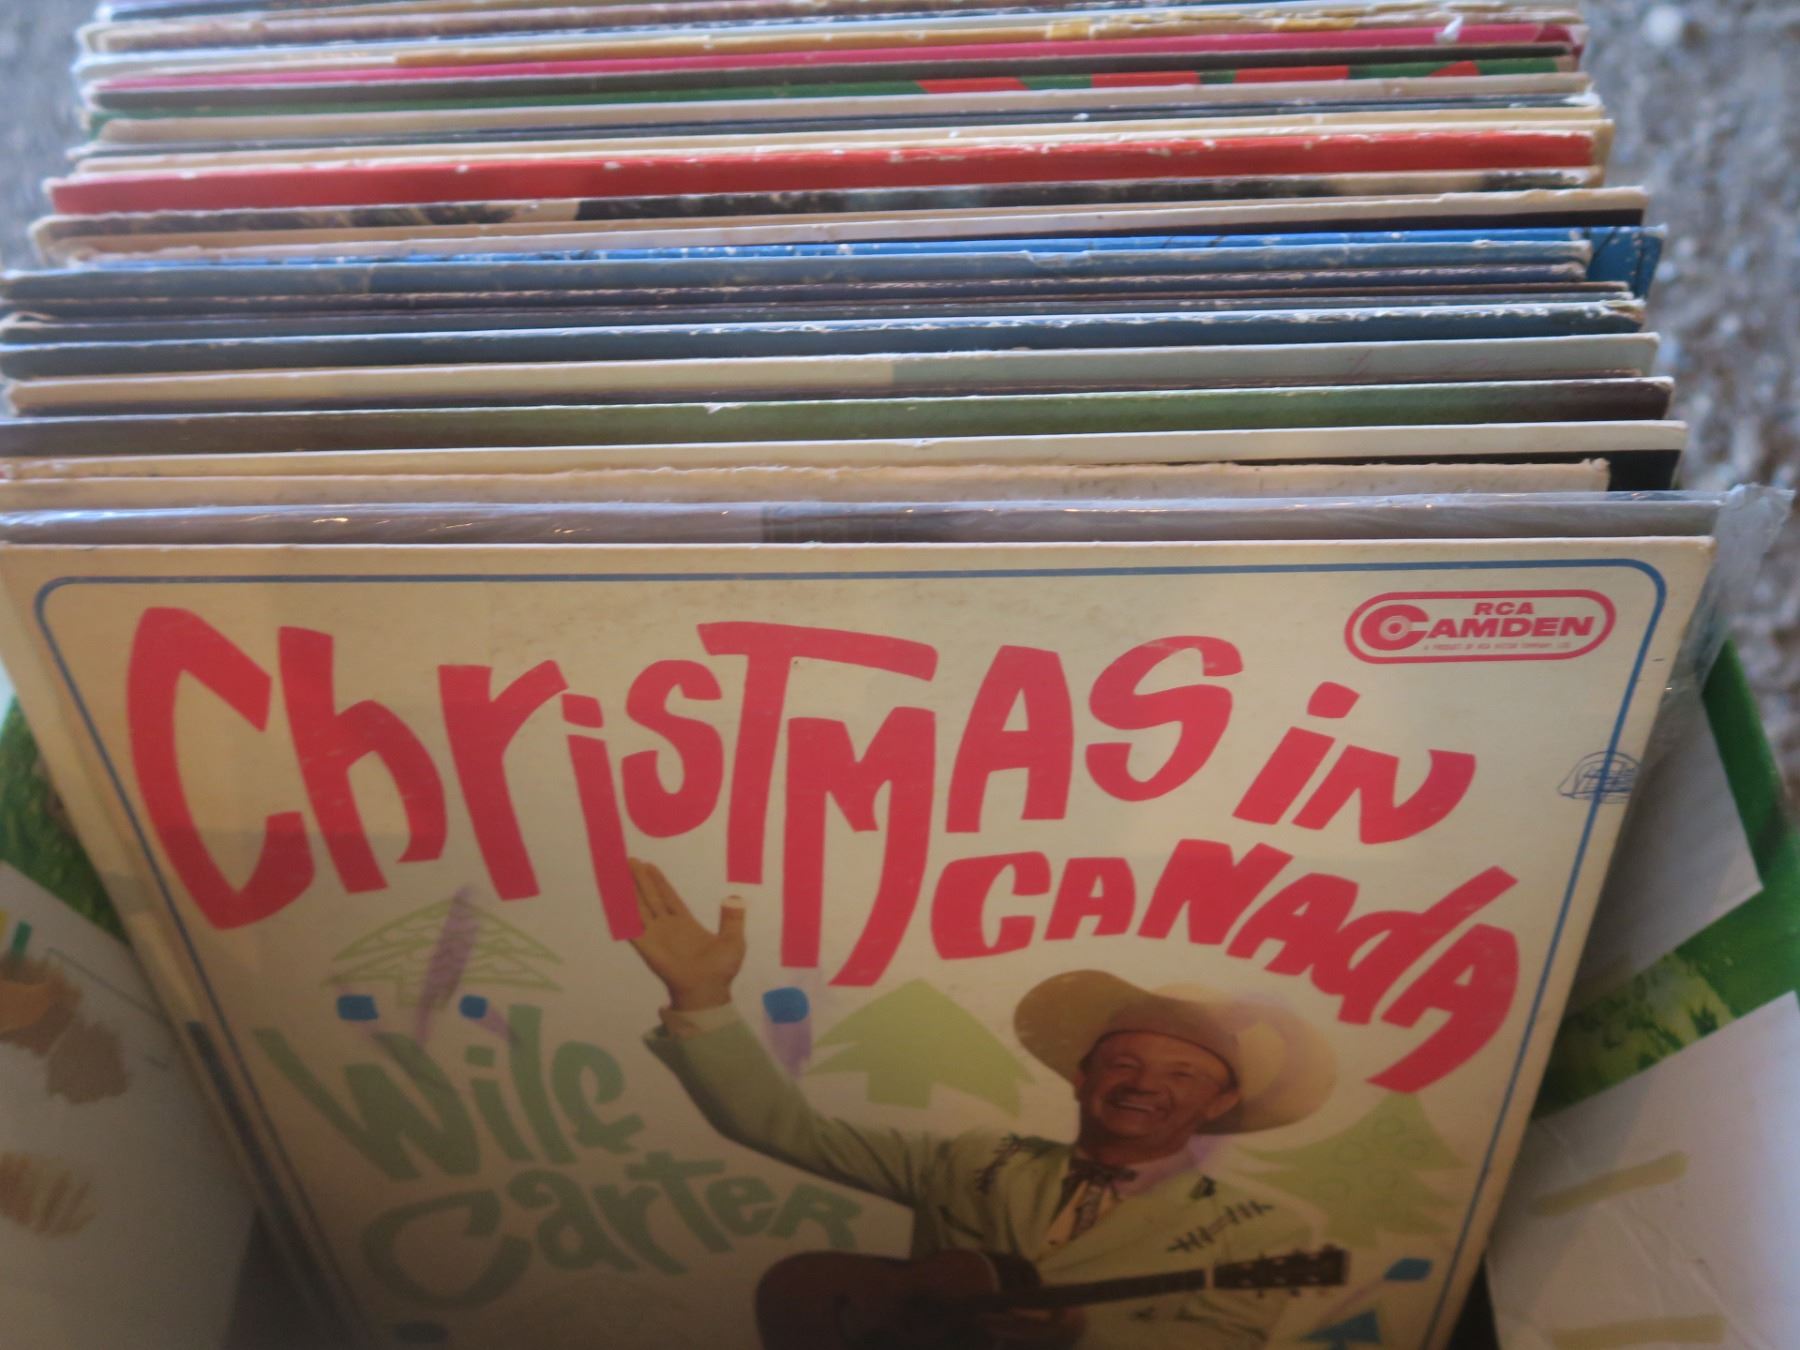 RCA
CAMDEN
ChrisTMAS in
CANAdA
Wilf
CarTER